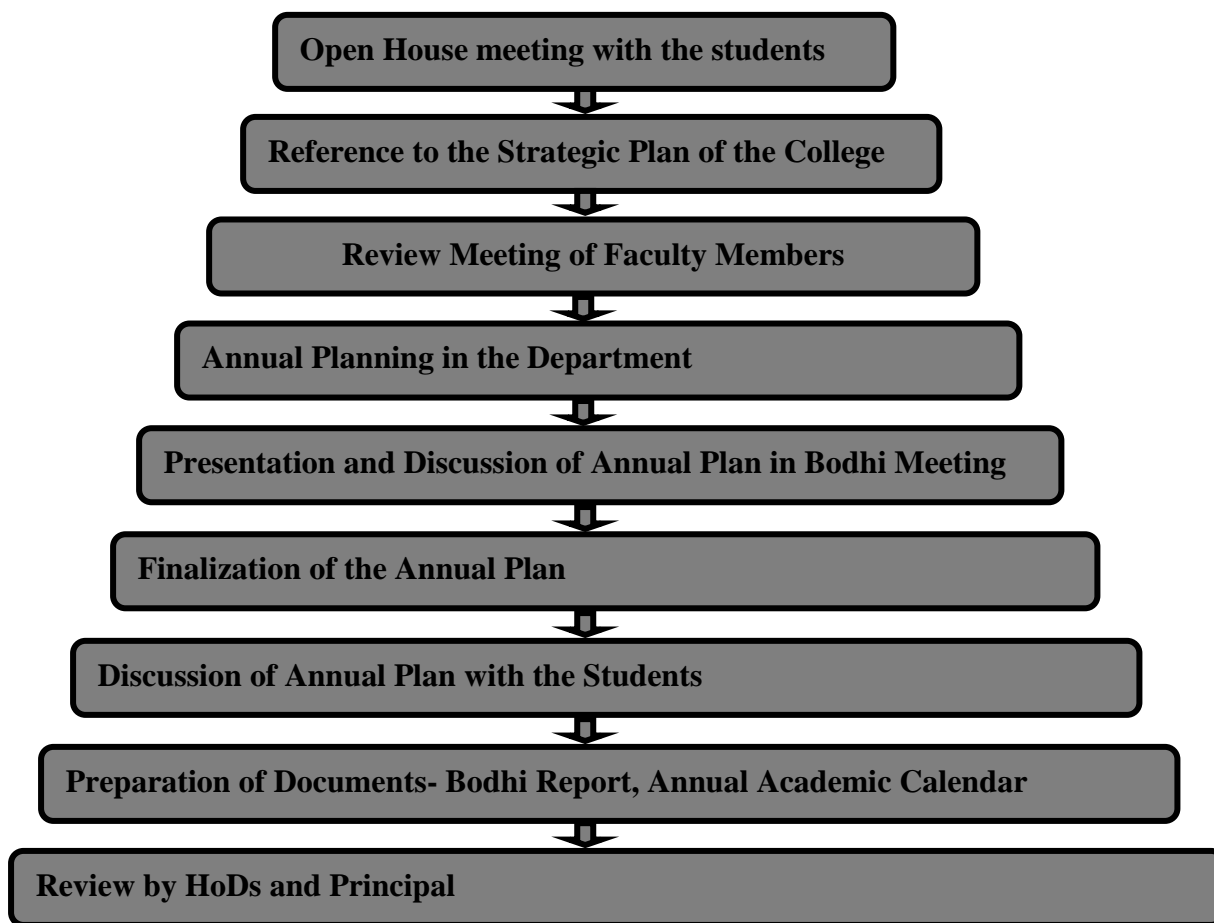 Open House meeting with the students
Reference to the Strategic Plan of the College
Review Meeting of Faculty Members
Annual Planning in the Department
Presentation and Discussion of Annual Plan in Bodhi Meeting
Finalization of the Annual Plan
Discussion of Annual Plan with the Students
Preparation of Documents- Bodhi Report, Annual Academic Calendar
Review by HoDs and Principal